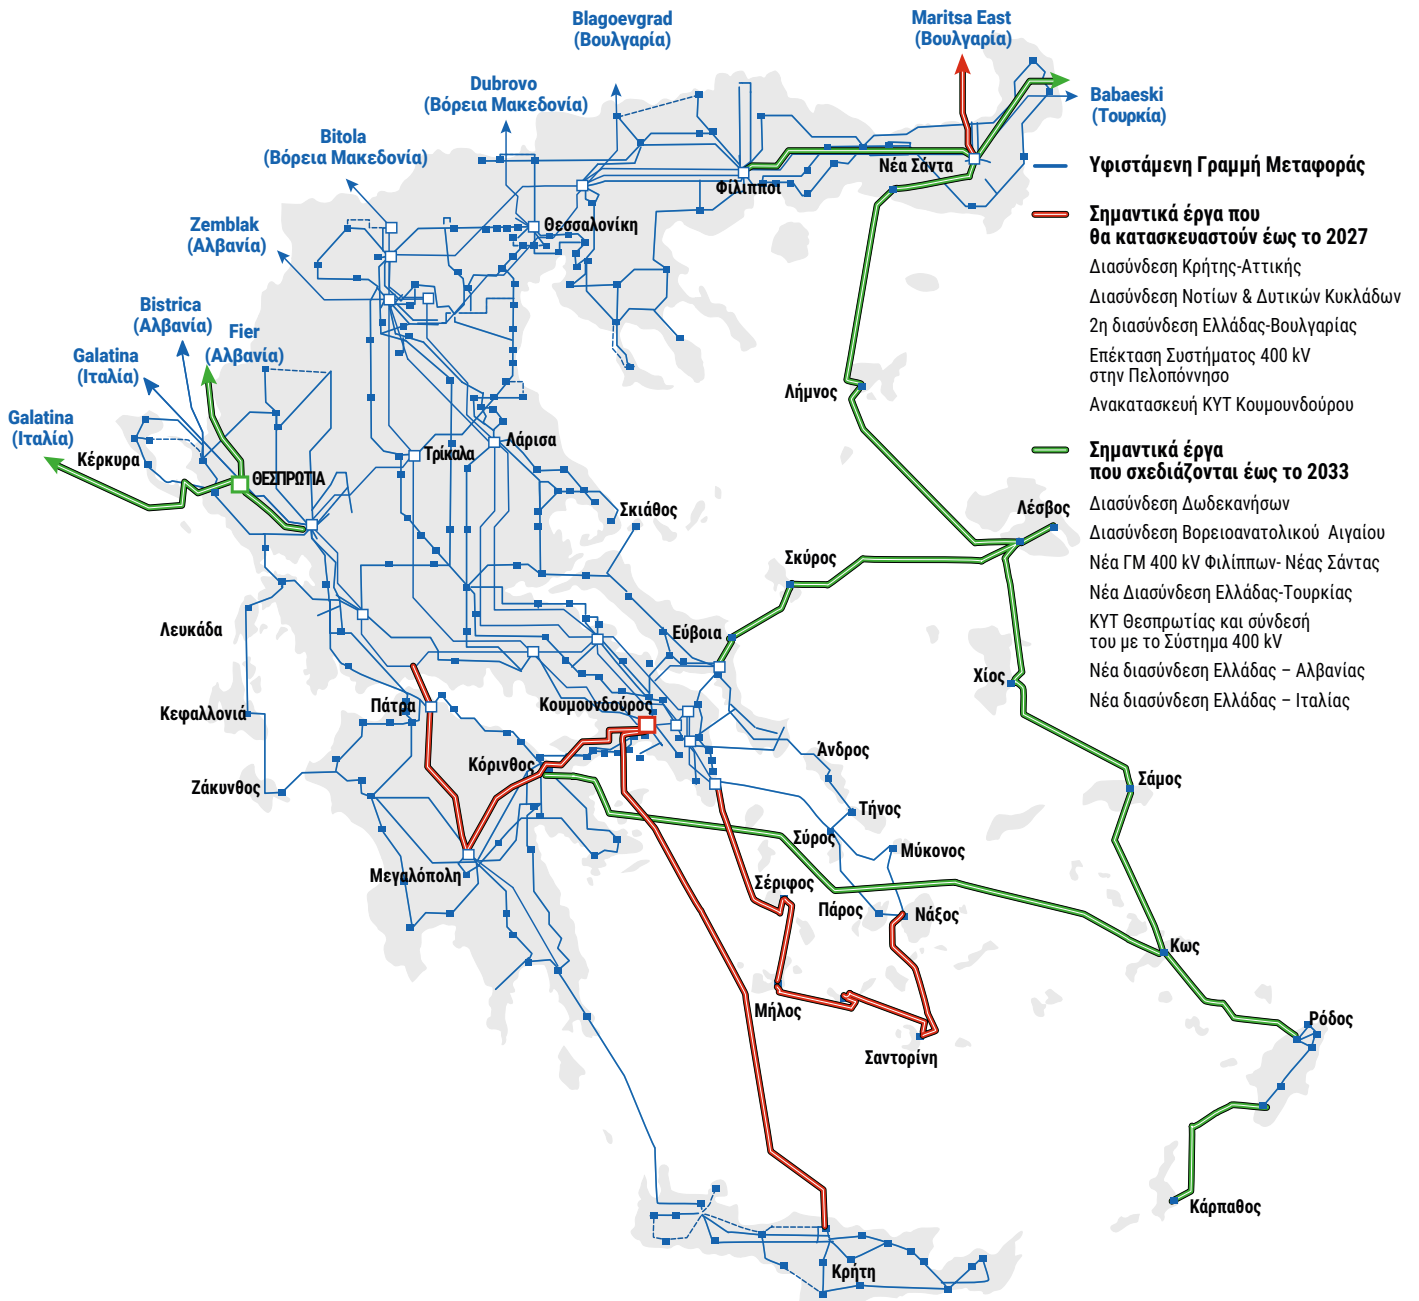 Blagoevgrad
(Βουλγαρία)
Maritsa East
(Βουλγαρία)
Dubrovo
(Βόρεια Μακεδονία)
Babaeski
(Τουρκία)
Bitola
(Βόρεια Μακεδονία)
Zemblak
(Αλβανία)
Bistrica
(Αλβανία)
Fier
(Αλβανία)
Galatina
(Ιταλία)
Galatina
(Ιταλία)
Υφιστάμενη Γραμμή Μεταφοράς
Σημαντικά έργα που
θα κατασκευαστούν έως το 2027
Διασύνδεση Κρήτης-Αττικής
Διασύνδεση Νοτίων & Δυτικών Κυκλάδων
2η διασύνδεση Ελλάδας-Βουλγαρίας
Επέκταση Συστήματος 400 kV
στην Πελοπόννησο
Ανακατασκευή ΚΥΤ Κουμουνδούρου
Σημαντικά έργα
που σχεδιάζονται έως το 2033
Διασύνδεση Δωδεκανήσων
Διασύνδεση Βορειοανατολικού Αιγαίου
Νέα ΓΜ 400 kV Φιλίππων- Νέας Σάντας
Νέα Διασύνδεση Ελλάδας-Τουρκίας
ΚΥΤ Θεσπρωτίας και σύνδεσή
του με το Σύστημα 400 kV
Νέα διασύνδεση Ελλάδας – Αλβανίας
Νέα διασύνδεση Ελλάδας – Ιταλίας
Νέα Σάντα
Φίλιπποι
Θεσσαλονίκη
Λήμνος
Λάρισα
Τρίκαλα
Κέρκυρα
ΘΕΣΠΡΩΤΙΑ
Σκιάθος
Λέσβος
Σκύρος
Λευκάδα
Εύβοια
Χίος
Κεφαλλονιά
Πάτρα
Κουμουνδούρος
Άνδρος
Κόρινθος
Ζάκυνθος
Σάμος
Τήνος
Σύρος
Μύκονος
Μεγαλόπολη
Σέριφος
Πάρος
Νάξος
Κως
Μήλος
Ρόδος
Σαντορίνη
Κάρπαθος
Κρήτη